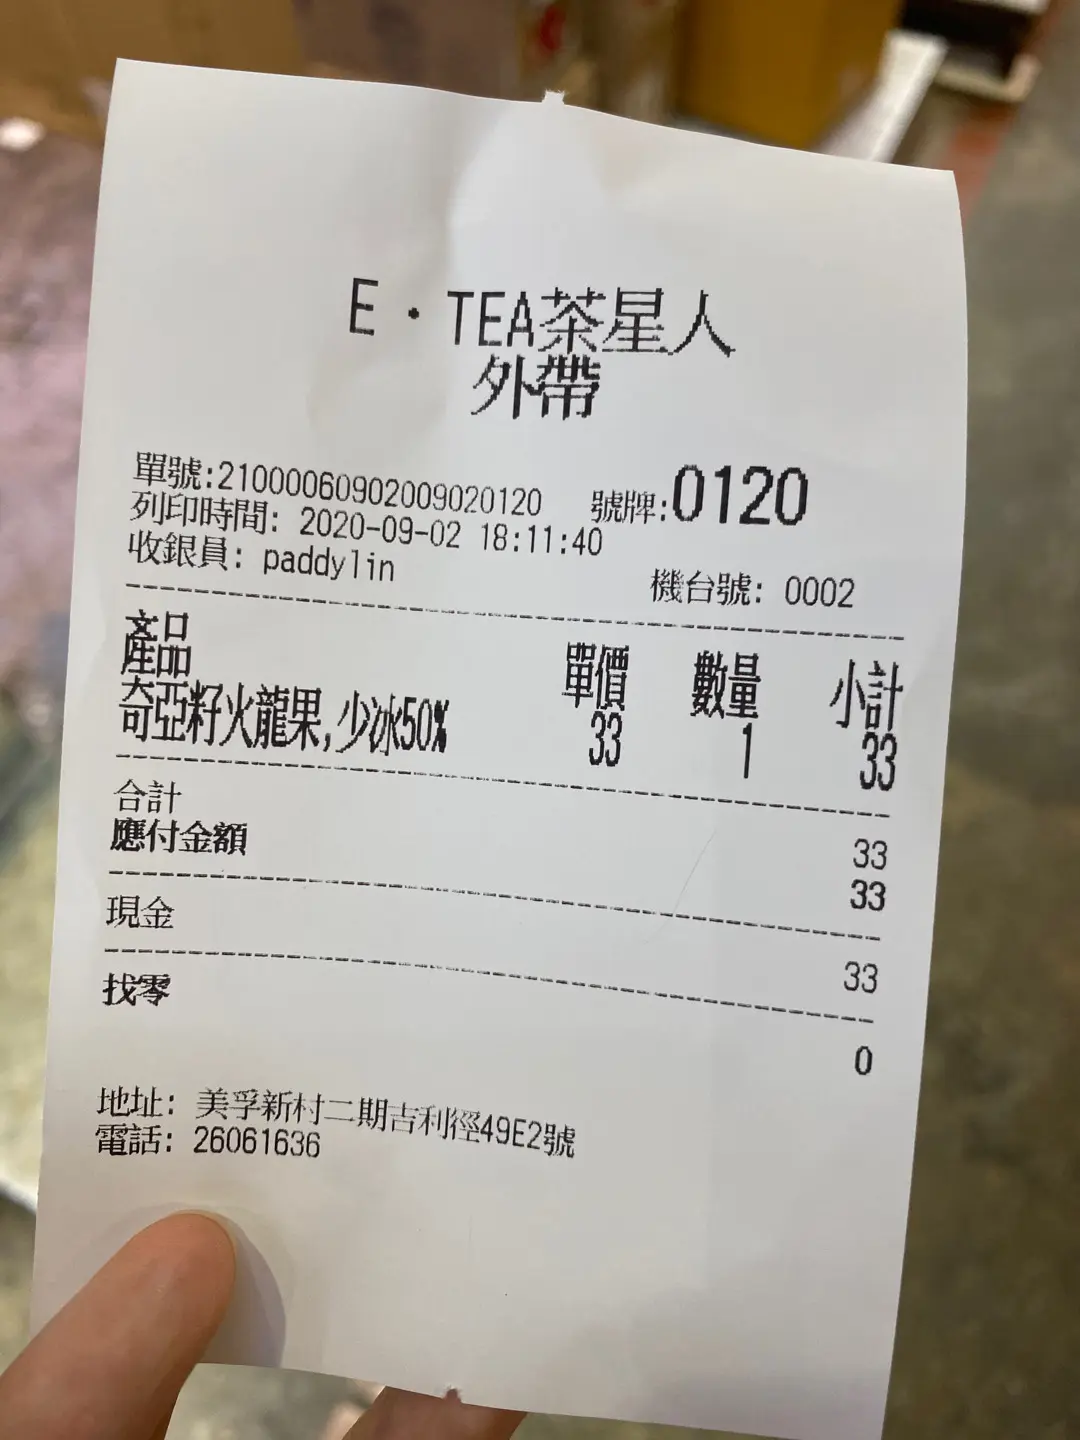 E·TEA茶星人
外帶
單號:21000060902009020120 號牌:0120
列印時間: 2020-09-02 18:11:40
收銀員: paddylin 機台號: 0002
產品 單價 數量 小計
奇亞籽火龍果,少冰50% 33 1 33
合計 33
應付金額 33
現金 33
找零 0
地址: 美孚新村二期吉利徑49E2號
電話: 26061636